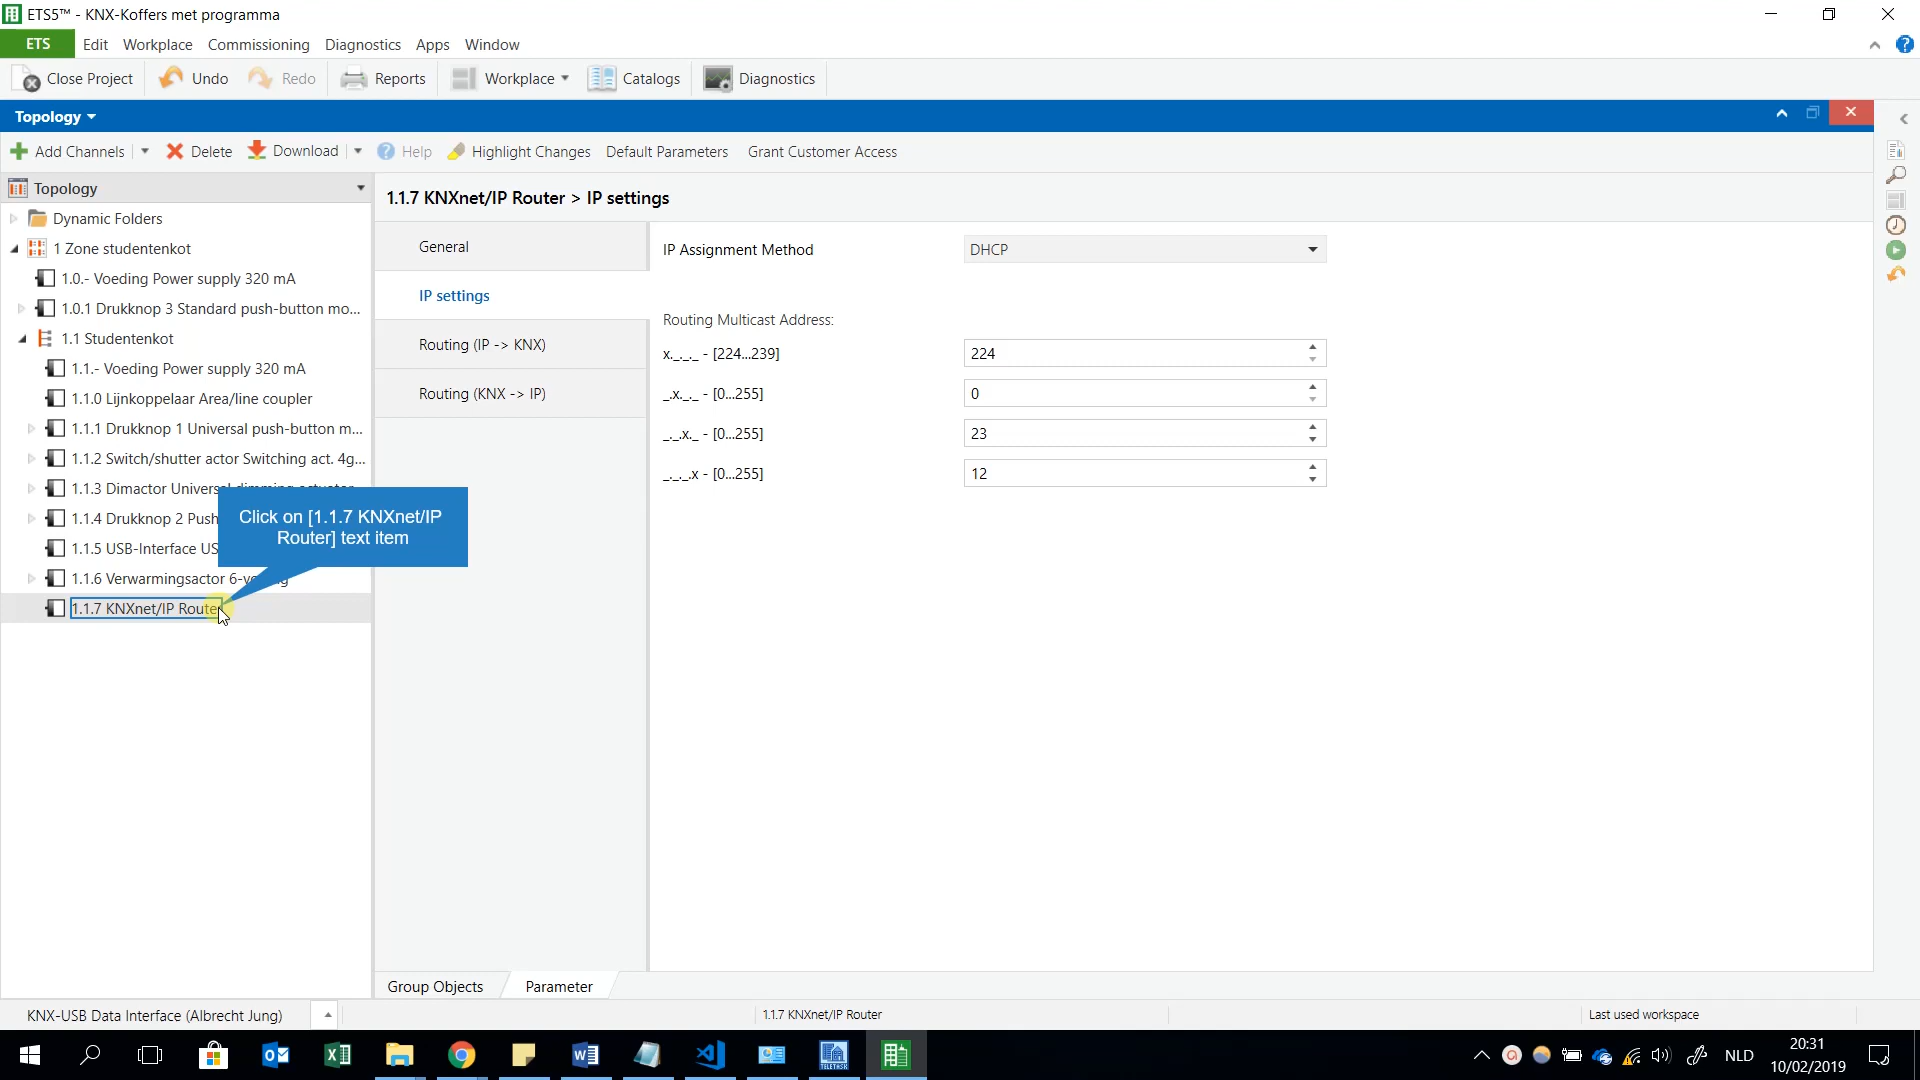 ETS5™ - KNX-Koffers met programma
ETS Edit Workplace Commissioning Diagnostics Apps Window
Close Project Undo Redo Reports Workplace Catalogs Diagnostics
Topology
Add Channels Delete Download Help Highlight Changes Default Parameters Grant Customer Access
Topology
Dynamic Folders
1 Zone studentenkot
1.0.- Voeding Power supply 320 mA
1.0.1 Drukknop 3 Standard push-button mo...
1.1 Studentenkot
1.1.- Voeding Power supply 320 mA
1.1.0 Lijnkoppelaar Area/line coupler
1.1.1 Drukknop 1 Universal push-button m...
1.1.2 Switch/shutter actor Switching act. 4g...
1.1.3 Dimactor Universal dimming actuator
1.1.4 Drukknop 2 Push
1.1.5 USB-Interface US
1.1.6 Verwarmingsactor 6-
1.1.7 KNXnet/IP Router
Click on [1.1.7 KNXnet/IP
Router] text item
1.1.7 KNXnet/IP Router > IP settings
General
IP settings
Routing (IP -> KNX)
Routing (KNX -> IP)
IP Assignment Method DHCP
Routing Multicast Address:
x._._._ - [224...239] 224
_.x._._ - [0...255] 0
_._.x._ - [0...255] 23
_._._.x - [0...255] 12
Group Objects Parameter
KNX-USB Data Interface (Albrecht Jung) 1.1.7 KNXnet/IP Router Last used workspace
TELETASK
NLD
20:31
10/02/2019